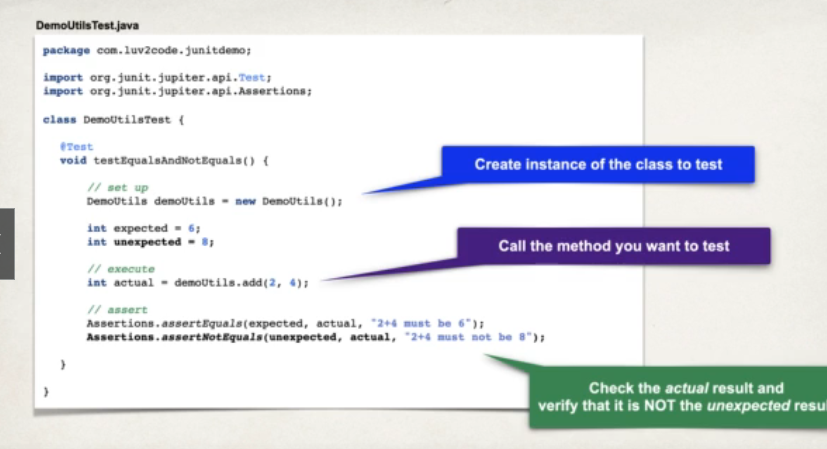 DemoUtilsTest.java
package com.luv2code.junitdemo;
import org.junit.jupiter.api.Test;
import org.junit.jupiter.api.Assertions;
class DemoUtilsTest {
@Test
void testEqualsAndNotEquals() {
// set up
DemoUtils demoUtils = new DemoUtils();
Create instance of the class to test
int expected = 6;
int unexpected = 8;
Call the method you want to test
// execute
int actual = demoUtils.add(2, 4);
// assert
Assertions.assertEquals(expected, actual, "2+4 must be 6");
Assertions.assertNotEquals(unexpected, actual, "2+4 must not be 8");
}
}
Check the actual result and
verify that it is NOT the unexpected resu